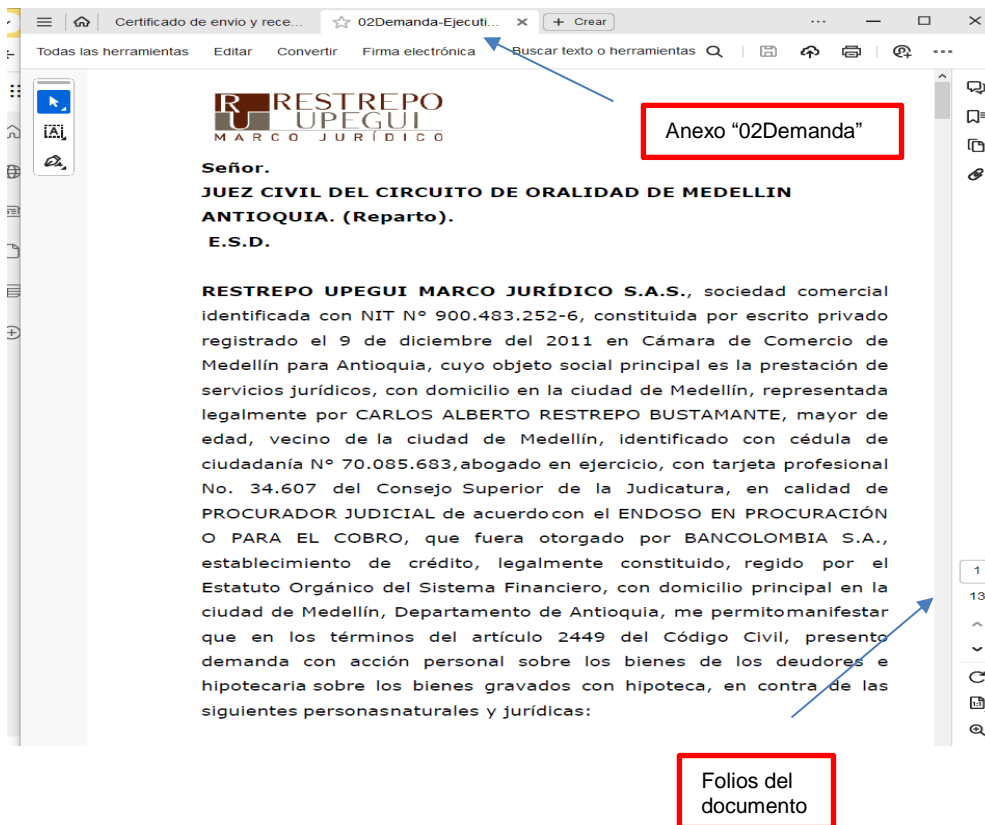 Certificado de envio y rece...
02Demanda-Ejecuti...
+ Crear
Todas las herramientas Editar Convertir Firma electrónica Buscar texto o herramientas
RESTREPO
UPEGUI
MARCO JURÍDICO
Anexo “02Demanda”
Señor.
JUEZ CIVIL DEL CIRCUITO DE ORALIDAD DE MEDELLIN
ANTIOQUIA. (Reparto).
E.S.D.
RESTREPO UPEGUI MARCO JURÍDICO S.A.S., sociedad comercial
identificada con NIT N° 900.483.252-6, constituida por escrito privado
registrado el 9 de diciembre del 2011 en Cámara de Comercio de
Medellín para Antioquia, cuyo objeto social principal es la prestación de
servicios jurídicos, con domicilio en la ciudad de Medellín, representada
legalmente por CARLOS ALBERTO RESTREPO BUSTAMANTE, mayor de
edad, vecino de la ciudad de Medellín, identificado con cédula de
ciudadanía N° 70.085.683,abogado en ejercicio, con tarjeta profesional
No. 34.607 del Consejo Superior de la Judicatura, en calidad de
PROCURADOR JUDICIAL de acuerdocon el ENDOSO EN PROCURACIÓN
O PARA EL COBRO, que fuera otorgado por BANCOLOMBIA S.A.,
establecimiento de crédito, legalmente constituido, regido por el
Estatuto Orgánico del Sistema Financiero, con domicilio principal en la
ciudad de Medellín, Departamento de Antioquia, me permitomanifestar
que en los términos del artículo 2449 del Código Civil, presento
demanda con acción personal sobre los bienes de los deudores e
hipotecaria sobre los bienes gravados con hipoteca, en contra de las
siguientes personasnaturales y jurídicas:
1
13
Folios del
documento